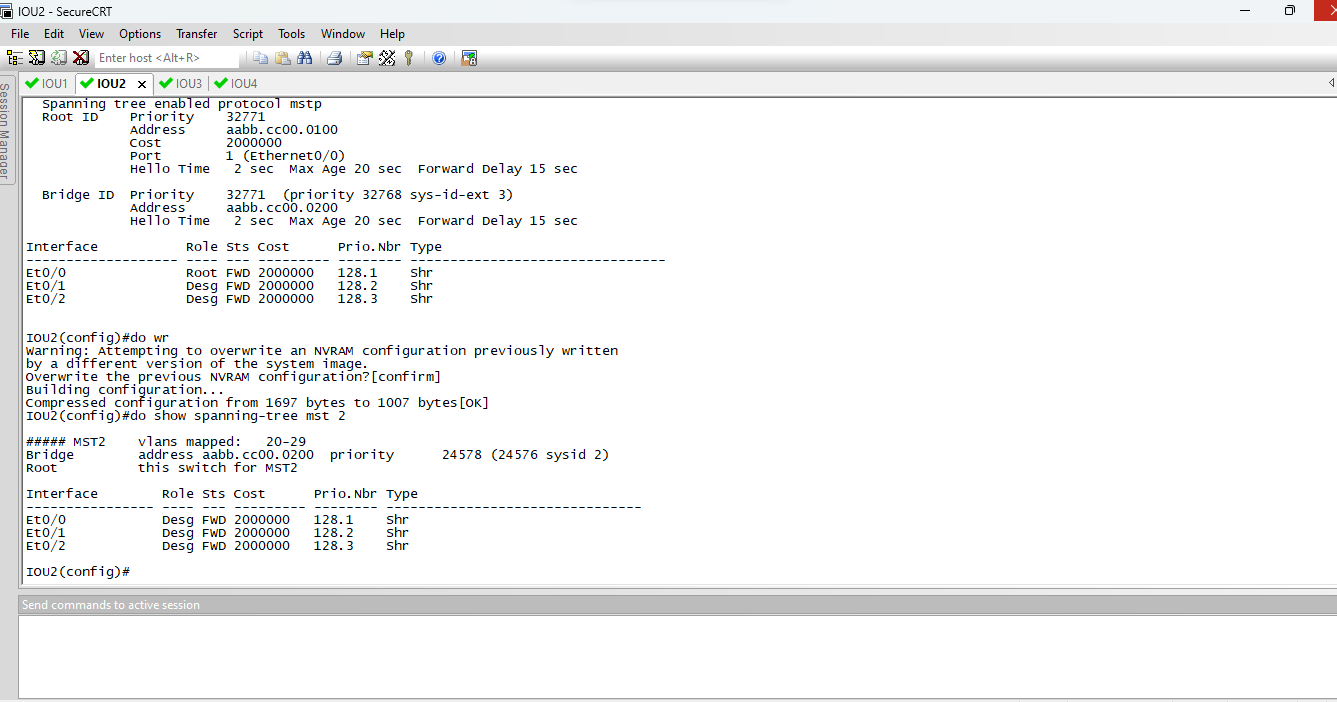 IOU2 - SecureCRT
File Edit View Options Transfer Script Tools Window Help
Enter host <Alt+R>
IOU1 IOU2 IOU3 IOU4
Session Manager
Spanning tree enabled protocol mstp
Root ID Priority 32771
Address aabb.cc00.0100
Cost 2000000
Port 1 (Ethernet0/0)
Hello Time 2 sec Max Age 20 sec Forward Delay 15 sec
Bridge ID Priority 32771 (priority 32768 sys-id-ext 3)
Address aabb.cc00.0200
Hello Time 2 sec Max Age 20 sec Forward Delay 15 sec
Interface Role Sts Cost Prio.Nbr Type
------------------- ---- --- --------- -------- --------------------------------
Et0/0 Root FWD 2000000 128.1 Shr
Et0/1 Desg FWD 2000000 128.2 Shr
Et0/2 Desg FWD 2000000 128.3 Shr
IOU2(config)#do wr
Warning: Attempting to overwrite an NVRAM configuration previously written
by a different version of the system image.
Overwrite the previous NVRAM configuration?[confirm]
Building configuration...
Compressed configuration from 1697 bytes to 1007 bytes[OK]
IOU2(config)#do show spanning-tree mst 2
##### MST2 vlans mapped: 20-29
Bridge address aabb.cc00.0200 priority 24578 (24576 sysid 2)
Root this switch for MST2
Interface Role Sts Cost Prio.Nbr Type
---------------- ---- --- --------- -------- --------------------------------
Et0/0 Desg FWD 2000000 128.1 Shr
Et0/1 Desg FWD 2000000 128.2 Shr
Et0/2 Desg FWD 2000000 128.3 Shr
IOU2(config)#
Send commands to active session